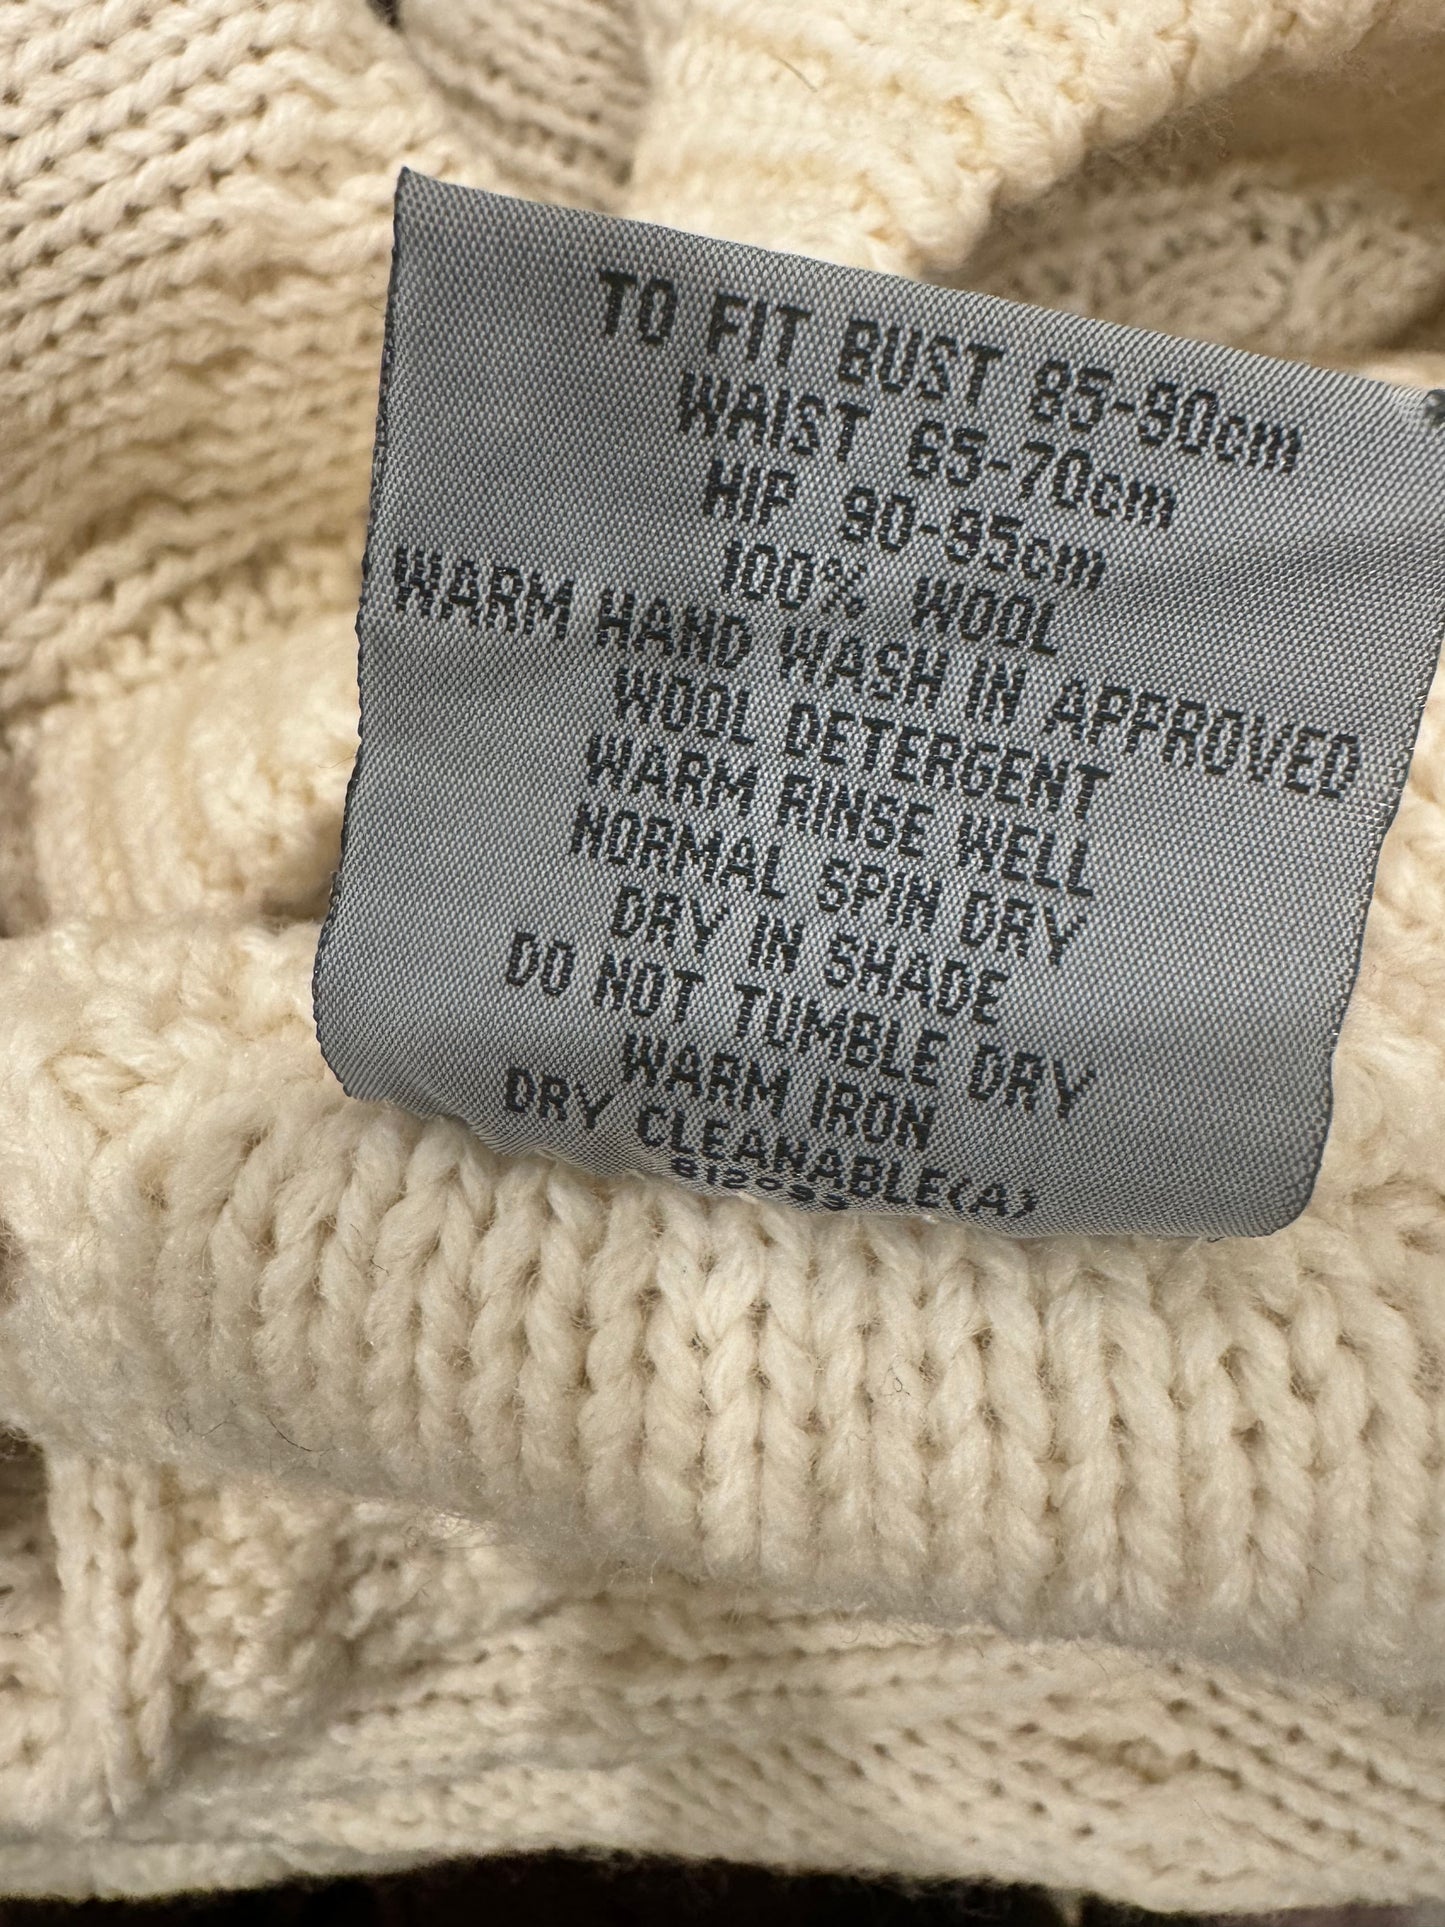 TO FIT BUST 85-90cm
WAIST 65-70cm
HIP 90-95cm
100% WOOL
WARM HAND WASH IN APPROVED
WOOL DETERGENT
WARM RINSE WELL
NORMAL SPIN DRY
DRY IN SHADE
DO NOT TUMBLE DRY
WARM IRON
DRY CLEANABLE(A)